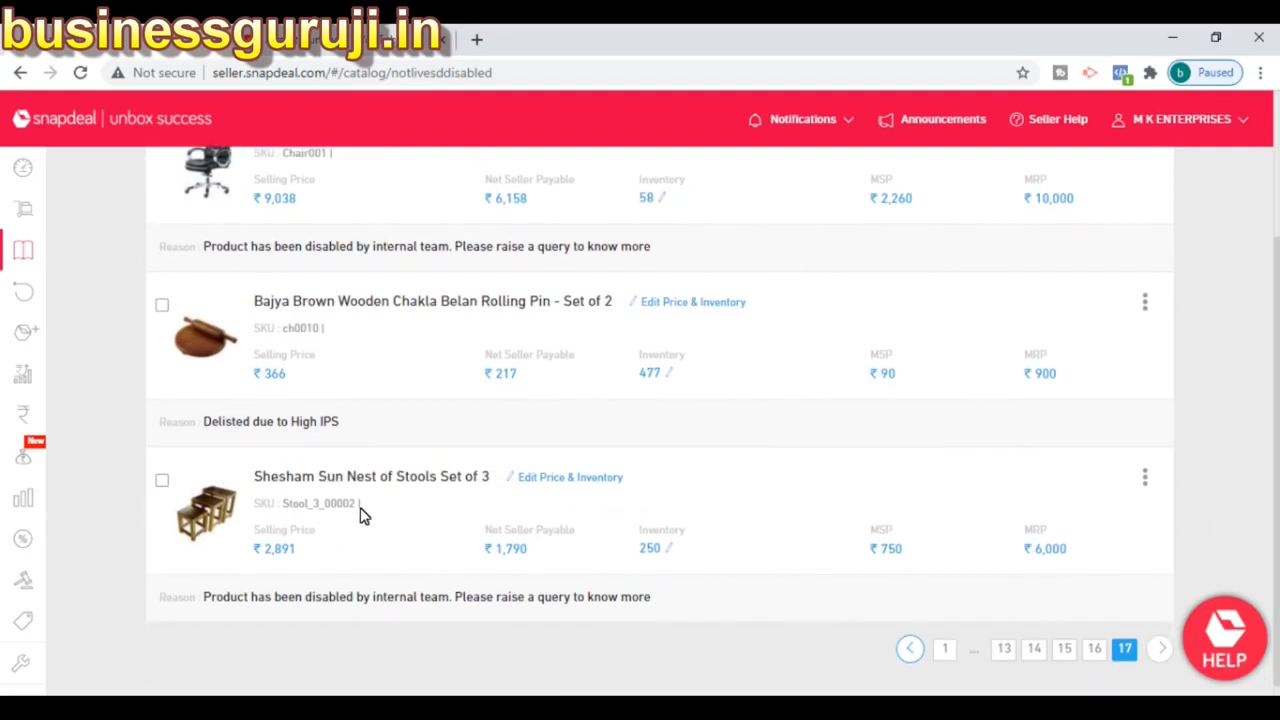 businessguruji.in
Not secure seller.snapdeal.com/#/catalog/notlivesddisabled
b Paused
snapdeal | unbox success
Notifications Announcements Seller Help M K ENTERPRISES
SKU : Chair001 |
Selling Price Net Seller Payable Inventory MSP MRP
₹ 9,038 ₹ 6,158 58 ₹ 2,260 ₹ 10,000
Reason : Product has been disabled by internal team. Please raise a query to know more
Bajya Brown Wooden Chakla Belan Rolling Pin - Set of 2 Edit Price & Inventory
SKU : ch0010 |
Selling Price Net Seller Payable Inventory MSP MRP
₹ 366 ₹ 217 477 ₹ 90 ₹ 900
Reason : Delisted due to High IPS
New
Shesham Sun Nest of Stools Set of 3 Edit Price & Inventory
SKU : Stool_3_00002 |
Selling Price Net Seller Payable Inventory MSP MRP
₹ 2,891 ₹ 1,790 250 ₹ 750 ₹ 6,000
Reason : Product has been disabled by internal team. Please raise a query to know more
1 ... 13 14 15 16 17
HELP